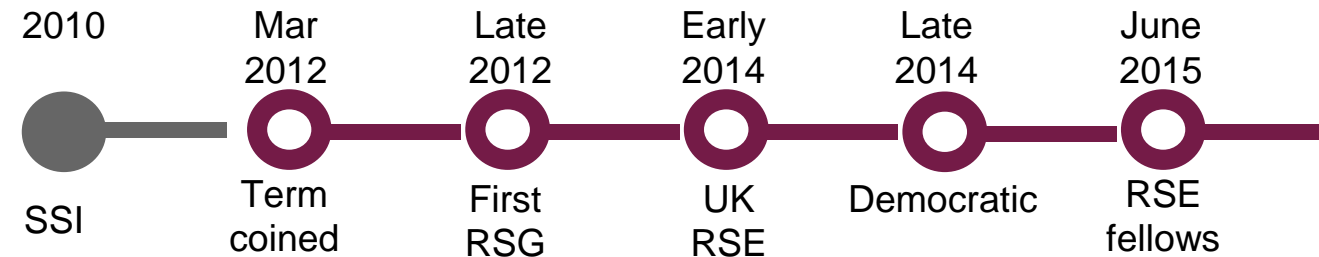 2010
Mar
2012
Late
2012
Early
2014
Late
2014
June
2015
SSI
Term
coined
First
RSG
UK
RSE
Democratic
RSE
fellows